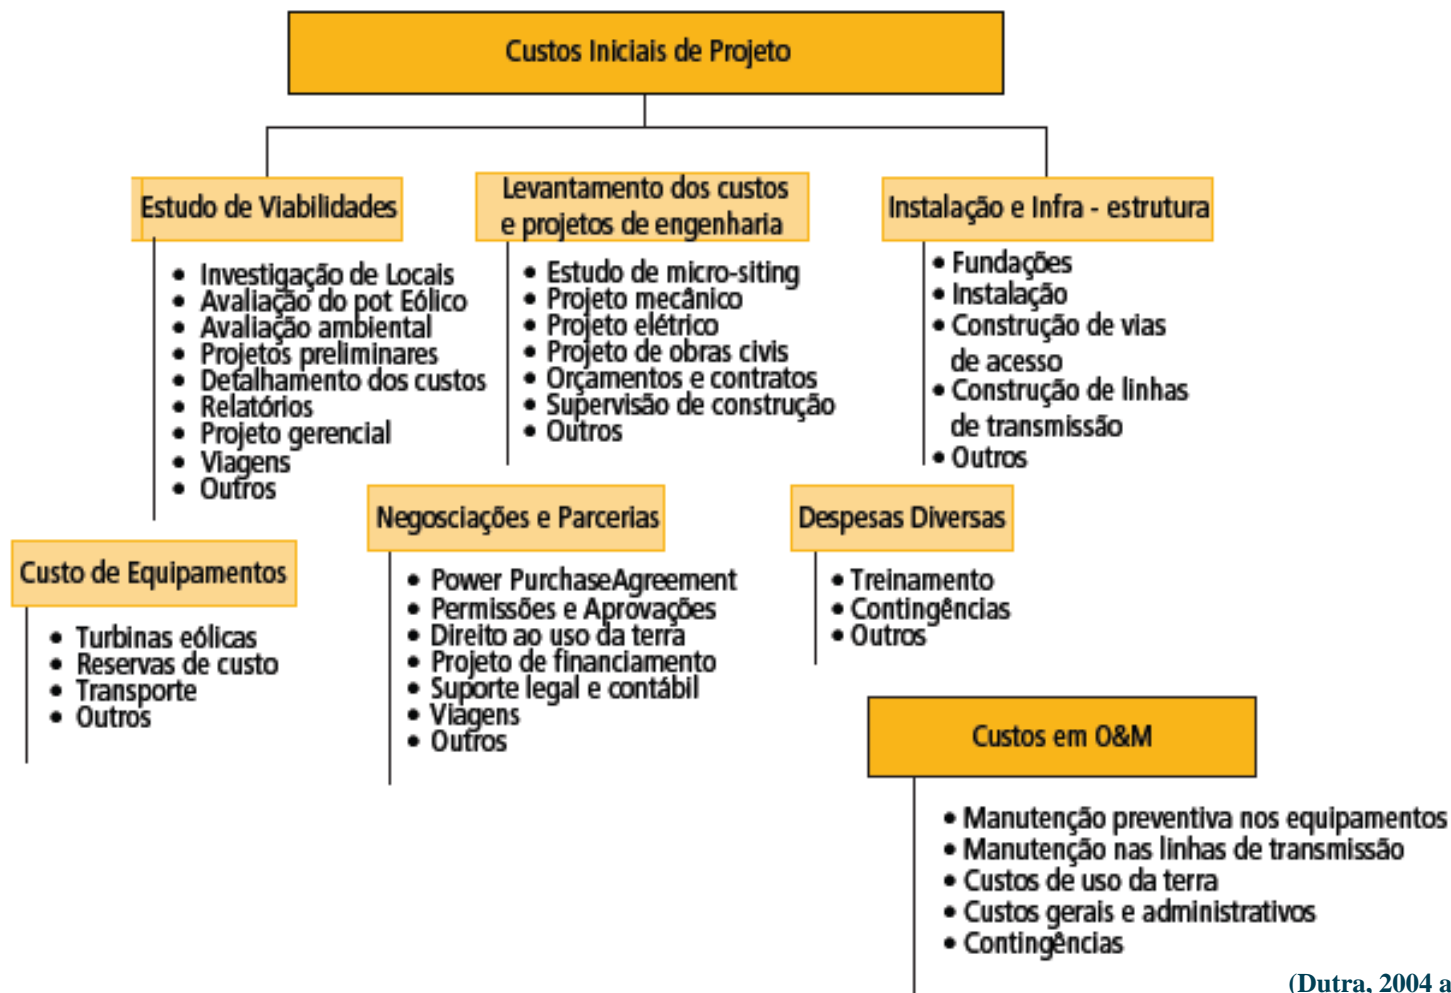 Custos Iniciais de Projeto
Estudo de Viabilidades
• Investigação de Locais
• Avaliação do pot Eólico
• Avaliação ambiental
• Projetos preliminares
• Detalhamento dos custos
• Relatórios
• Projeto gerencial
• Viagens
• Outros
Levantamento dos custos
e projetos de engenharia
• Estudo de micro-siting
• Projeto mecânico
• Projeto elétrico
• Projeto de obras civis
• Orçamentos e contratos
• Supervisão de construção
• Outros
Instalação e Infra - estrutura
• Fundações
• Instalação
• Construção de vias
de acesso
• Construção de linhas
de transmissão
• Outros
Custo de Equipamentos
• Turbinas eólicas
• Reservas de custo
• Transporte
• Outros
Negosciações e Parcerias
• Power PurchaseAgreement
• Permissões e Aprovações
• Direito ao uso da terra
• Projeto de financiamento
• Suporte legal e contábil
• Viagens
• Outros
Despesas Diversas
• Treinamento
• Contingências
• Outros
Custos em O&M
• Manutenção preventiva nos equipamentos
• Manutenção nas linhas de transmissão
• Custos de uso da terra
• Custos gerais e administrativos
• Contingências
(Dutra, 2004 a